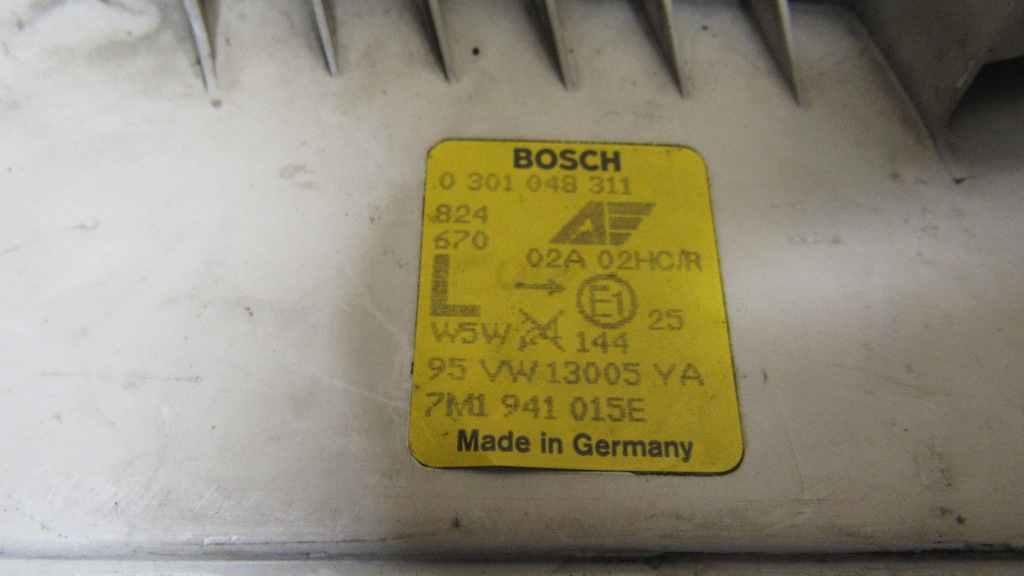 BOSCH
0 301 048 311
824
670
02A 02HC/R
L → E1 25
W5W 144
95 VW 13005 YA
7M1 941 015E
Made in Germany